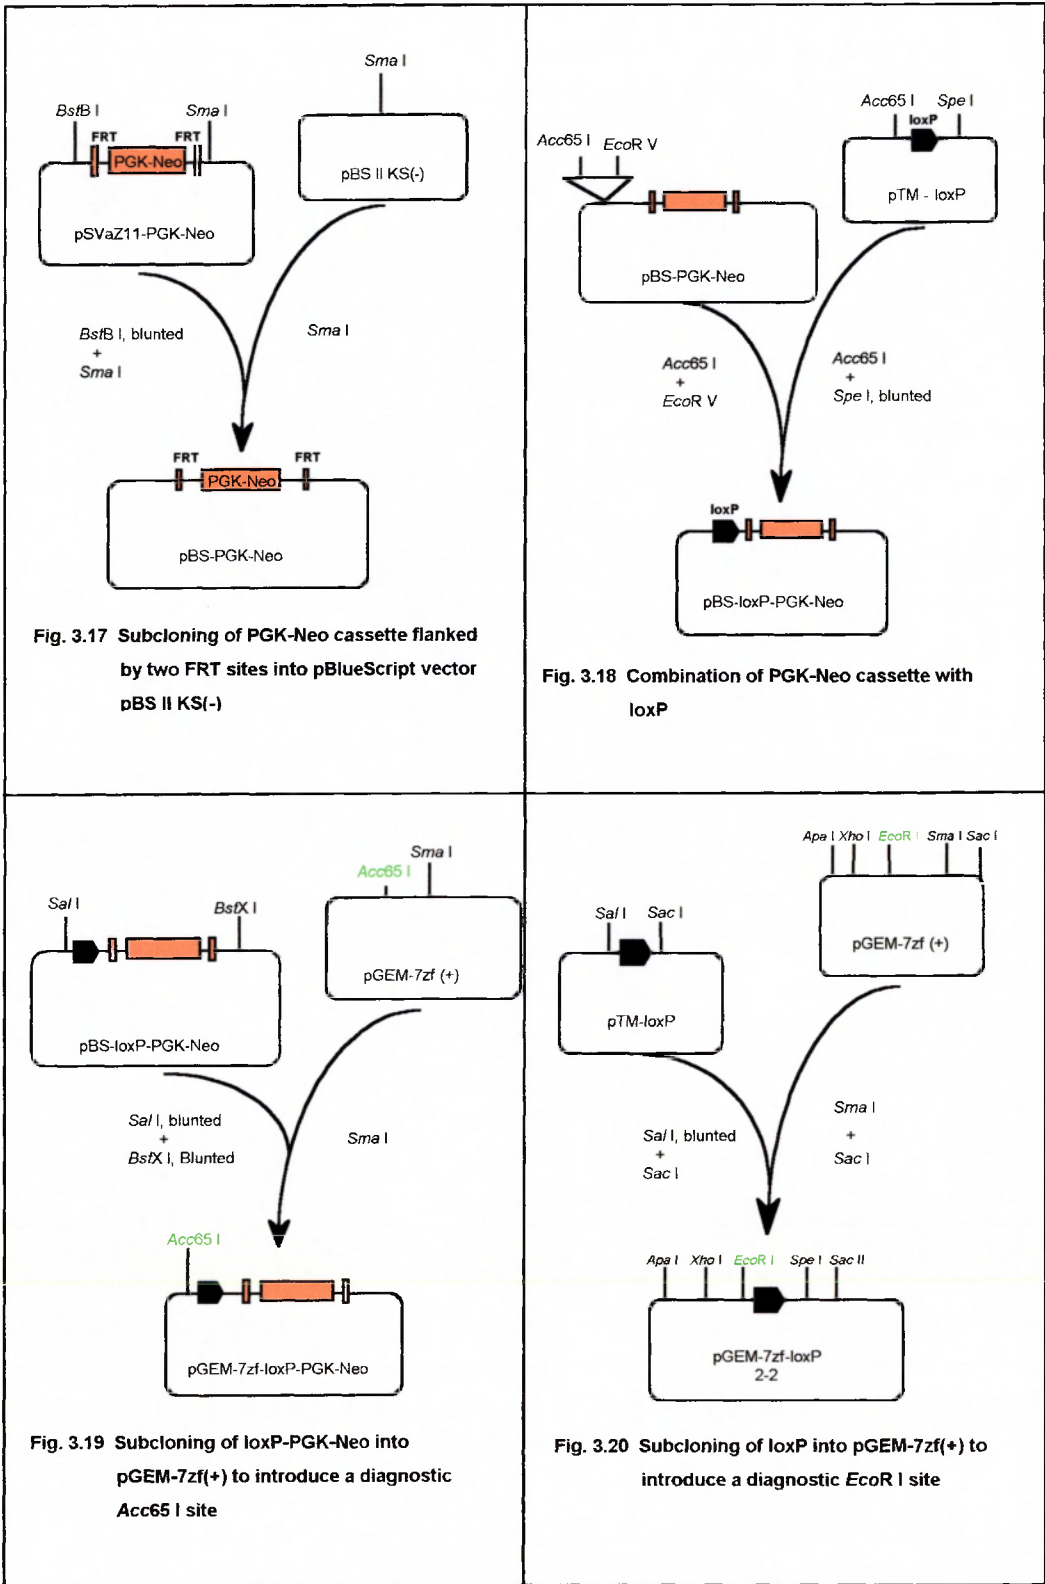 Sma I
BstB I
Sma I
FRT
FRT
PGK-Neo
pBS II KS(-)
pSVaZ11-PGK-Neo
BstB I, blunted
+
Sma I
Sma I
FRT
FRT
PGK-Neo
pBS-PGK-Neo
Fig. 3.17 Subcloning of PGK-Neo cassette flanked
by two FRT sites into pBlueScript vector
pBS II KS(-)
Acc65 I
Spe I
loxP
Acc65 I
EcoR V
pTM - loxP
pBS-PGK-Neo
Acc65 I
+
EcoR V
Acc65 I
+
Spe I, blunted
loxP
pBS-loxP-PGK-Neo
Fig. 3.18 Combination of PGK-Neo cassette with
loxP
Sma I
Acc65 I
Sal I
BstX I
pGEM-7zf (+)
pBS-loxP-PGK-Neo
Sal I, blunted
+
BstX I, Blunted
Sma I
Acc65 I
pGEM-7zf-loxP-PGK-Neo
Fig. 3.19 Subcloning of loxP-PGK-Neo into
pGEM-7zf(+) to introduce a diagnostic
Acc65 I site
Apa I Xho I EcoR I Sma I Sac I
Sal I
Sac I
pGEM-7zf (+)
pTM-loxP
Sal I, blunted
+
Sac I
Sma I
+
Sac I
Apa I Xho I EcoR I Spe I Sac II
pGEM-7zf-loxP
2-2
Fig. 3.20 Subcloning of loxP into pGEM-7zf(+) to
introduce a diagnostic EcoR I site